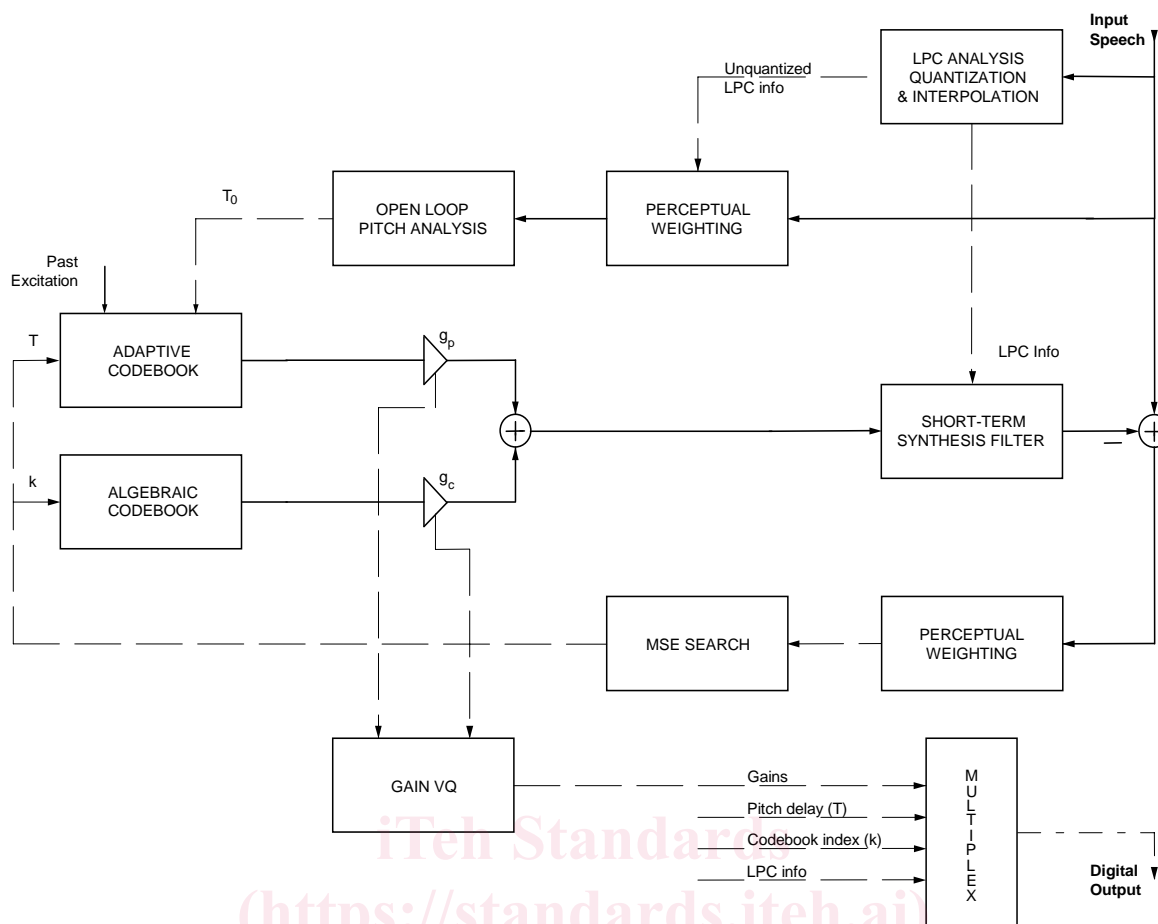 Input
Speech
LPC ANALYSIS
QUANTIZATION
& INTERPOLATION
Unquantized
LPC info
T0
OPEN LOOP
PITCH ANALYSIS
PERCEPTUAL
WEIGHTING
Past
Excitation
T
ADAPTIVE
CODEBOOK
gp
LPC Info
SHORT-TERM
SYNTHESIS FILTER
k
ALGEBRAIC
CODEBOOK
gc
MSE SEARCH
PERCEPTUAL
WEIGHTING
GAIN VQ
Gains
Pitch delay (T)
Codebook index (k)
LPC info
MULTIPLEX
Digital
Output
iTeh Standards
(https://standards.iteh.ai)